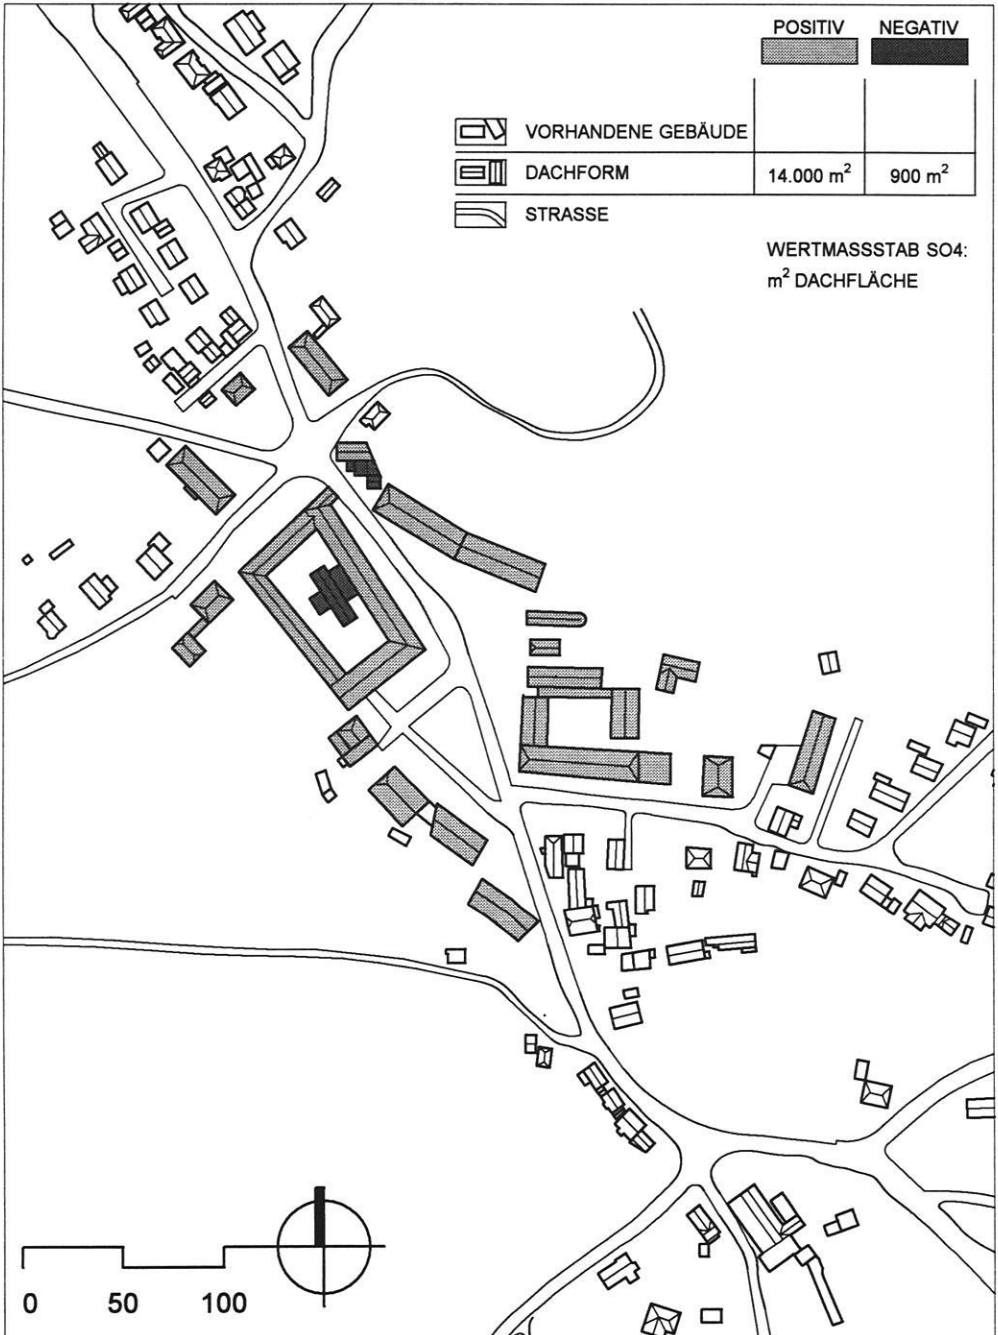 POSITIV NEGATIV
VORHANDENE GEBÄUDE
DACHFORM 14.000 m² 900 m²
STRASSE
WERTMASSSTAB SO4:
m² DACHFLÄCHE
0 50 100